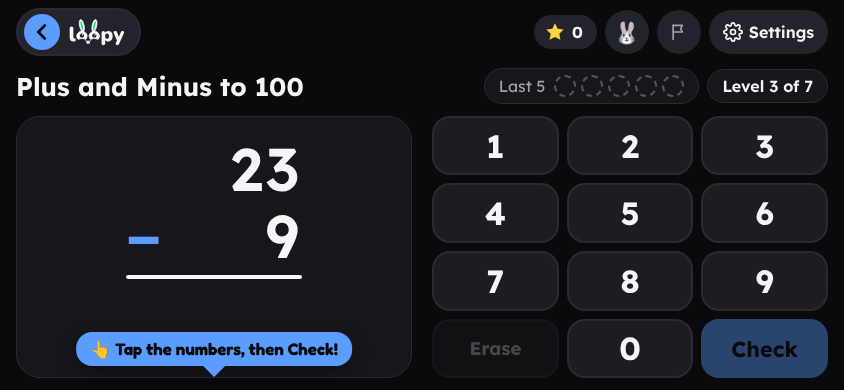 loopy
0
Settings
Plus and Minus to 100
Last 5
Level 3 of 7
23
– 9
👆 Tap the numbers, then Check!
1 2 3
4 5 6
7 8 9
Erase 0 Check